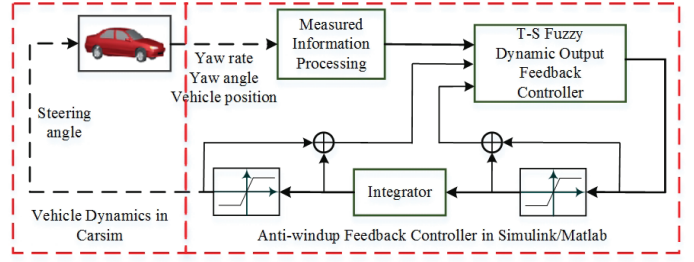 Measured
Information
Processing
T-S Fuzzy
Dynamic Output
Feedback
Controller
Yaw rate
Yaw angle
Vehicle position
Steering
angle
Integrator
Vehicle Dynamics in
Carsim
Anti-windup Feedback Controller in Simulink/Matlab